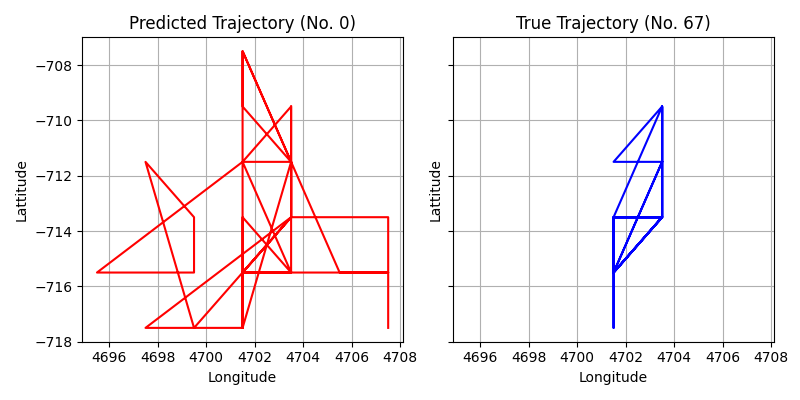 Predicted Trajectory (No. 0)
True Trajectory (No. 67)
−708
−710
−712
−714
−716
−718
Lattitude
Lattitude
4696 4698 4700 4702 4704 4706 4708
4696 4698 4700 4702 4704 4706 4708
Longitude
Longitude